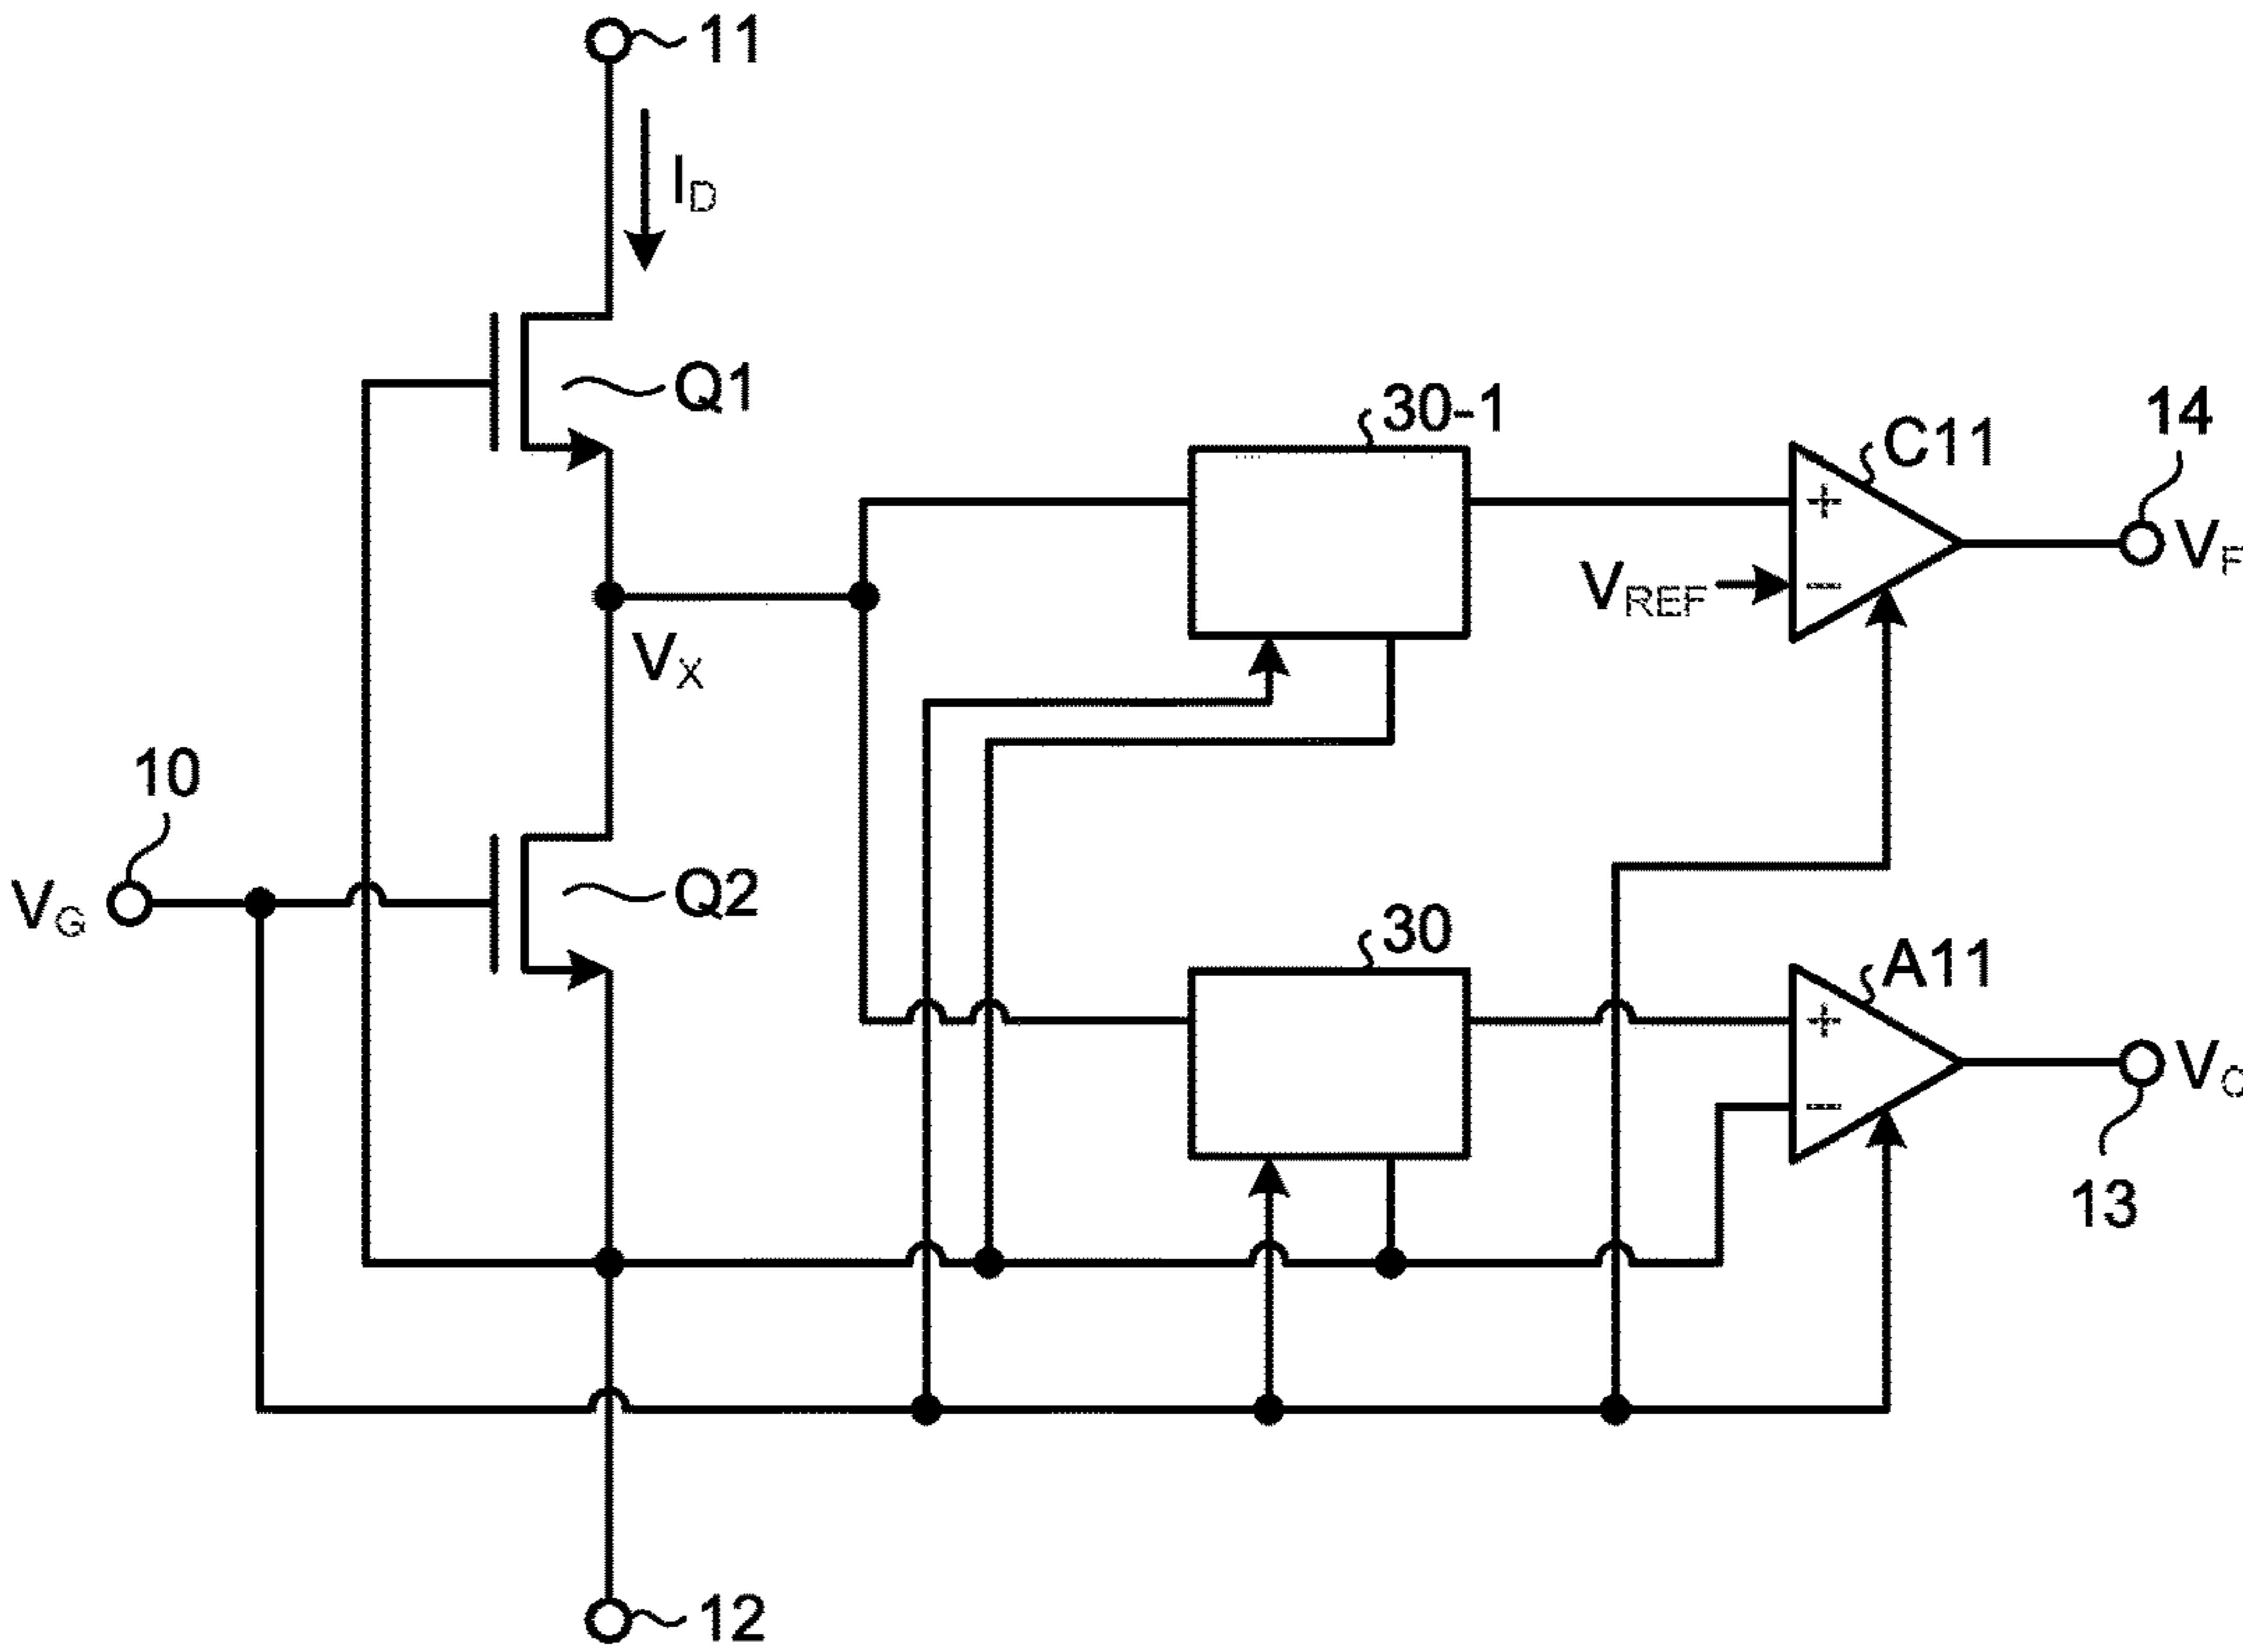 11
I_D
Q1
30-1
C11
14
V_F
V_REF
V_X
10
V_G
Q2
30
A11
V_O
13
12
+
−
+
−